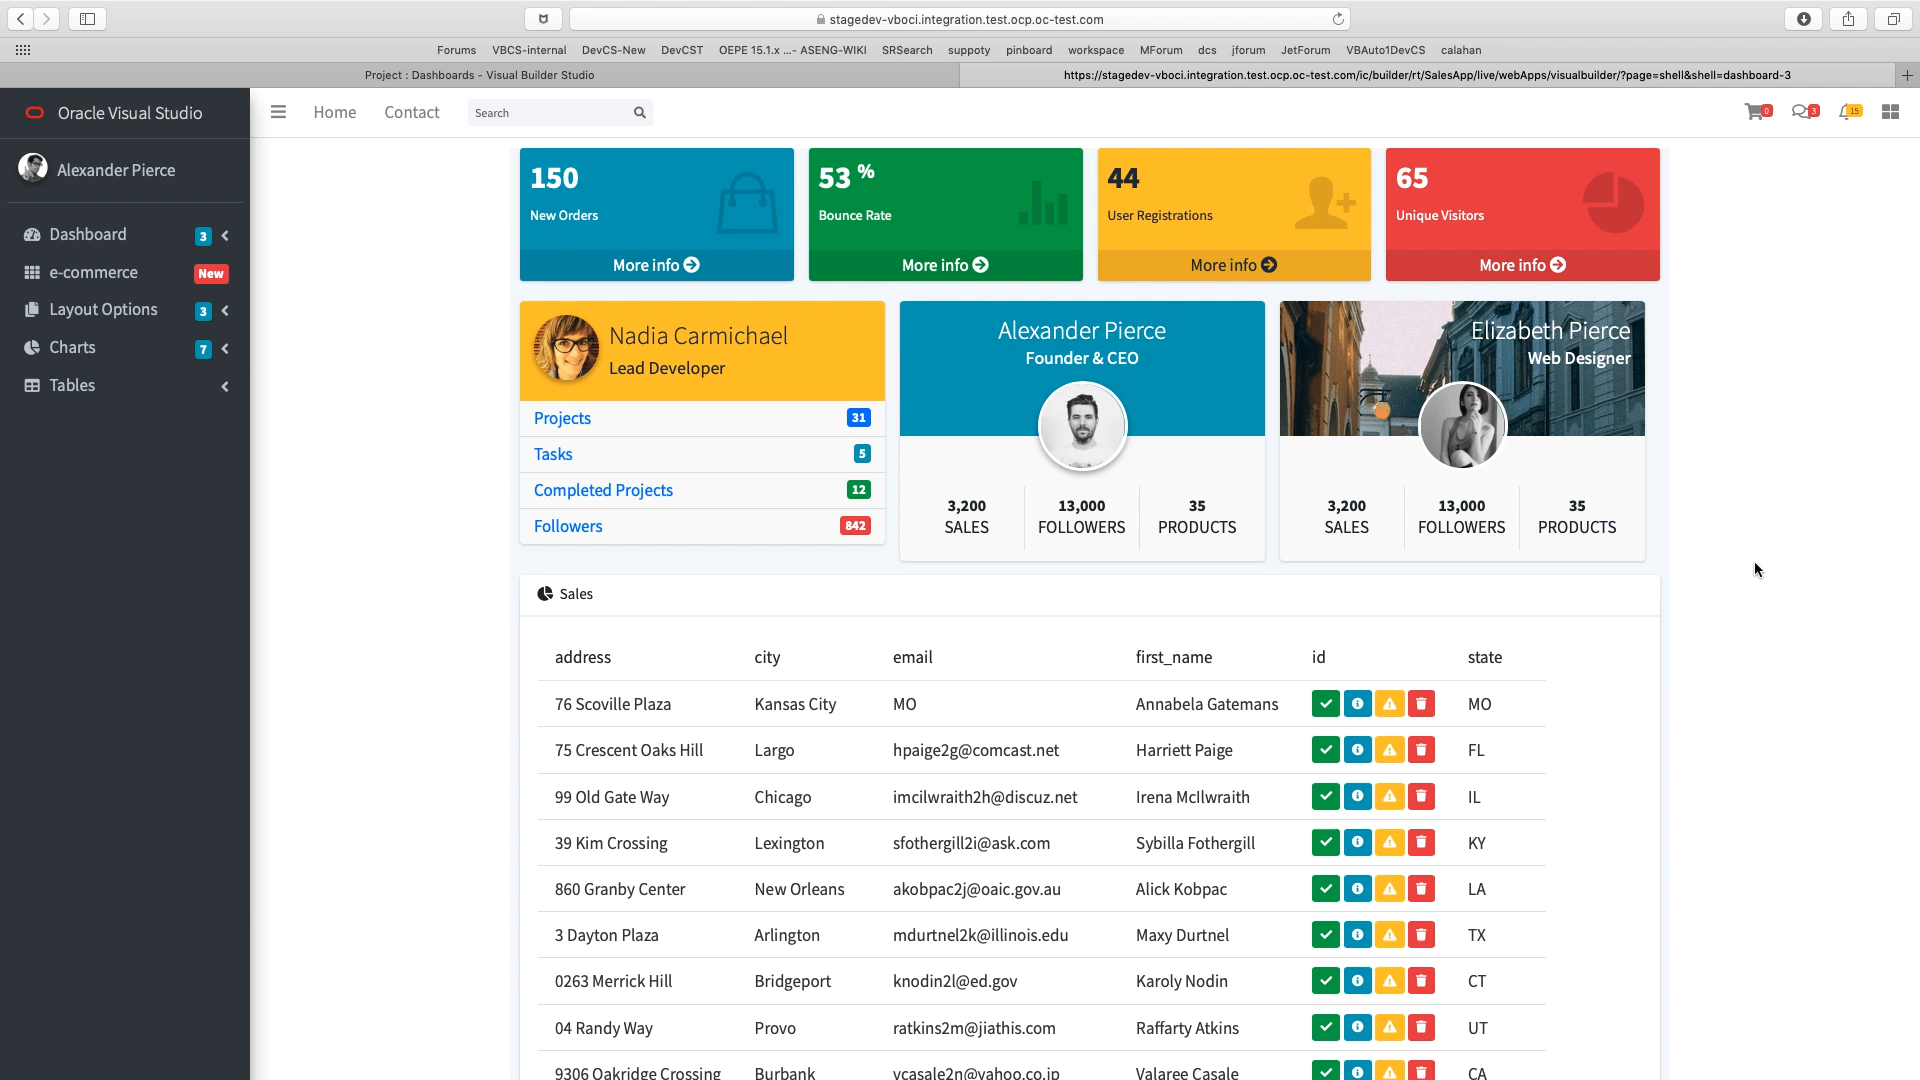 stagedev-vboci.integration.test.ocp.oc-test.com
Forums VBCS-internal DevCS-New DevCST OEPE 15.1.x ...- ASENG-WIKI SRSearch suppoty pinboard workspace MForum dcs jforum JetForum VBAuto1DevCS calahan
Project : Dashboards - Visual Builder Studio
https://stagedev-vboci.integration.test.ocp.oc-test.com/ic/builder/rt/SalesApp/live/webApps/visualbuilder/?page=shell&shell=dashboard-3
Oracle Visual Studio
Home Contact Search 0 3 15
Alexander Pierce
Dashboard 3
e-commerce New
Layout Options 3
Charts 7
Tables
150
New Orders
More info
53 %
Bounce Rate
More info
44
User Registrations
More info
65
Unique Visitors
More info
Nadia Carmichael
Lead Developer
Projects 31
Tasks 5
Completed Projects 12
Followers 842
Alexander Pierce
Founder & CEO
3,200 13,000 35
SALES FOLLOWERS PRODUCTS
Elizabeth Pierce
Web Designer
3,200 13,000 35
SALES FOLLOWERS PRODUCTS
Sales
address city email first_name id state
76 Scoville Plaza Kansas City MO Annabela Gatemans MO
75 Crescent Oaks Hill Largo hpaige2g@comcast.net Harriett Paige FL
99 Old Gate Way Chicago imcilwraith2h@discuz.net Irena McIlwraith IL
39 Kim Crossing Lexington sfothergill2i@ask.com Sybilla Fothergill KY
860 Granby Center New Orleans akobpac2j@oaic.gov.au Alick Kobpac LA
3 Dayton Plaza Arlington mdurtnel2k@illinois.edu Maxy Durtnel TX
0263 Merrick Hill Bridgeport knodin2l@ed.gov Karoly Nodin CT
04 Randy Way Provo ratkins2m@jiathis.com Raffarty Atkins UT
9306 Oakridge Crossing Burbank vcasale2n@yahoo.co.jp Valaree Casale CA